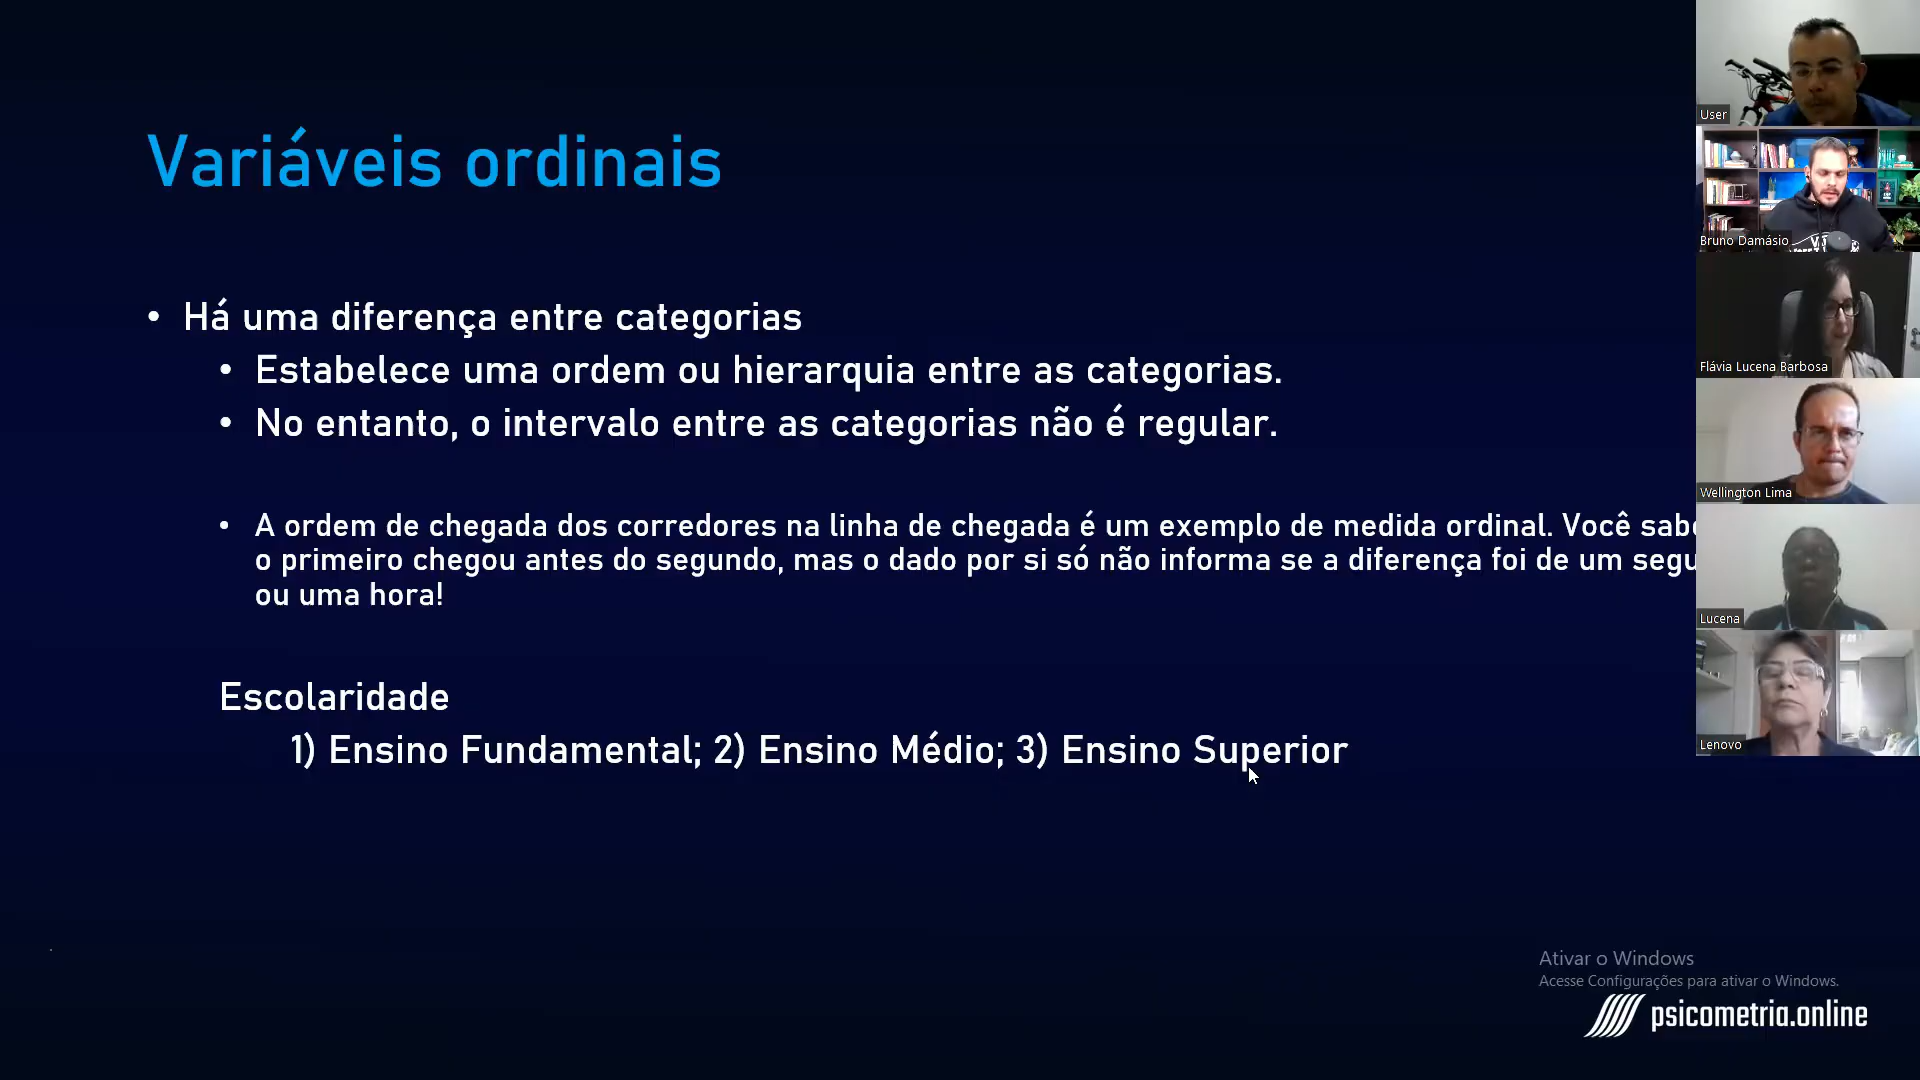 Variáveis ordinais
• Há uma diferença entre categorias
• Estabelece uma ordem ou hierarquia entre as categorias.
• No entanto, o intervalo entre as categorias não é regular.
• A ordem de chegada dos corredores na linha de chegada é um exemplo de medida ordinal. Você
o primeiro chegou antes do segundo, mas o dado por si só não informa se a diferença foi de um
ou uma hora!
Escolaridade
1) Ensino Fundamental; 2) Ensino Médio; 3) Ensino Superior
User
Bruno Damásio
Flávia Lucena Barbosa
Wellington Lima
Lucena
Lenovo
Ativar o Windows
Acesse Configurações para ativar o Windows.
psicometria.online